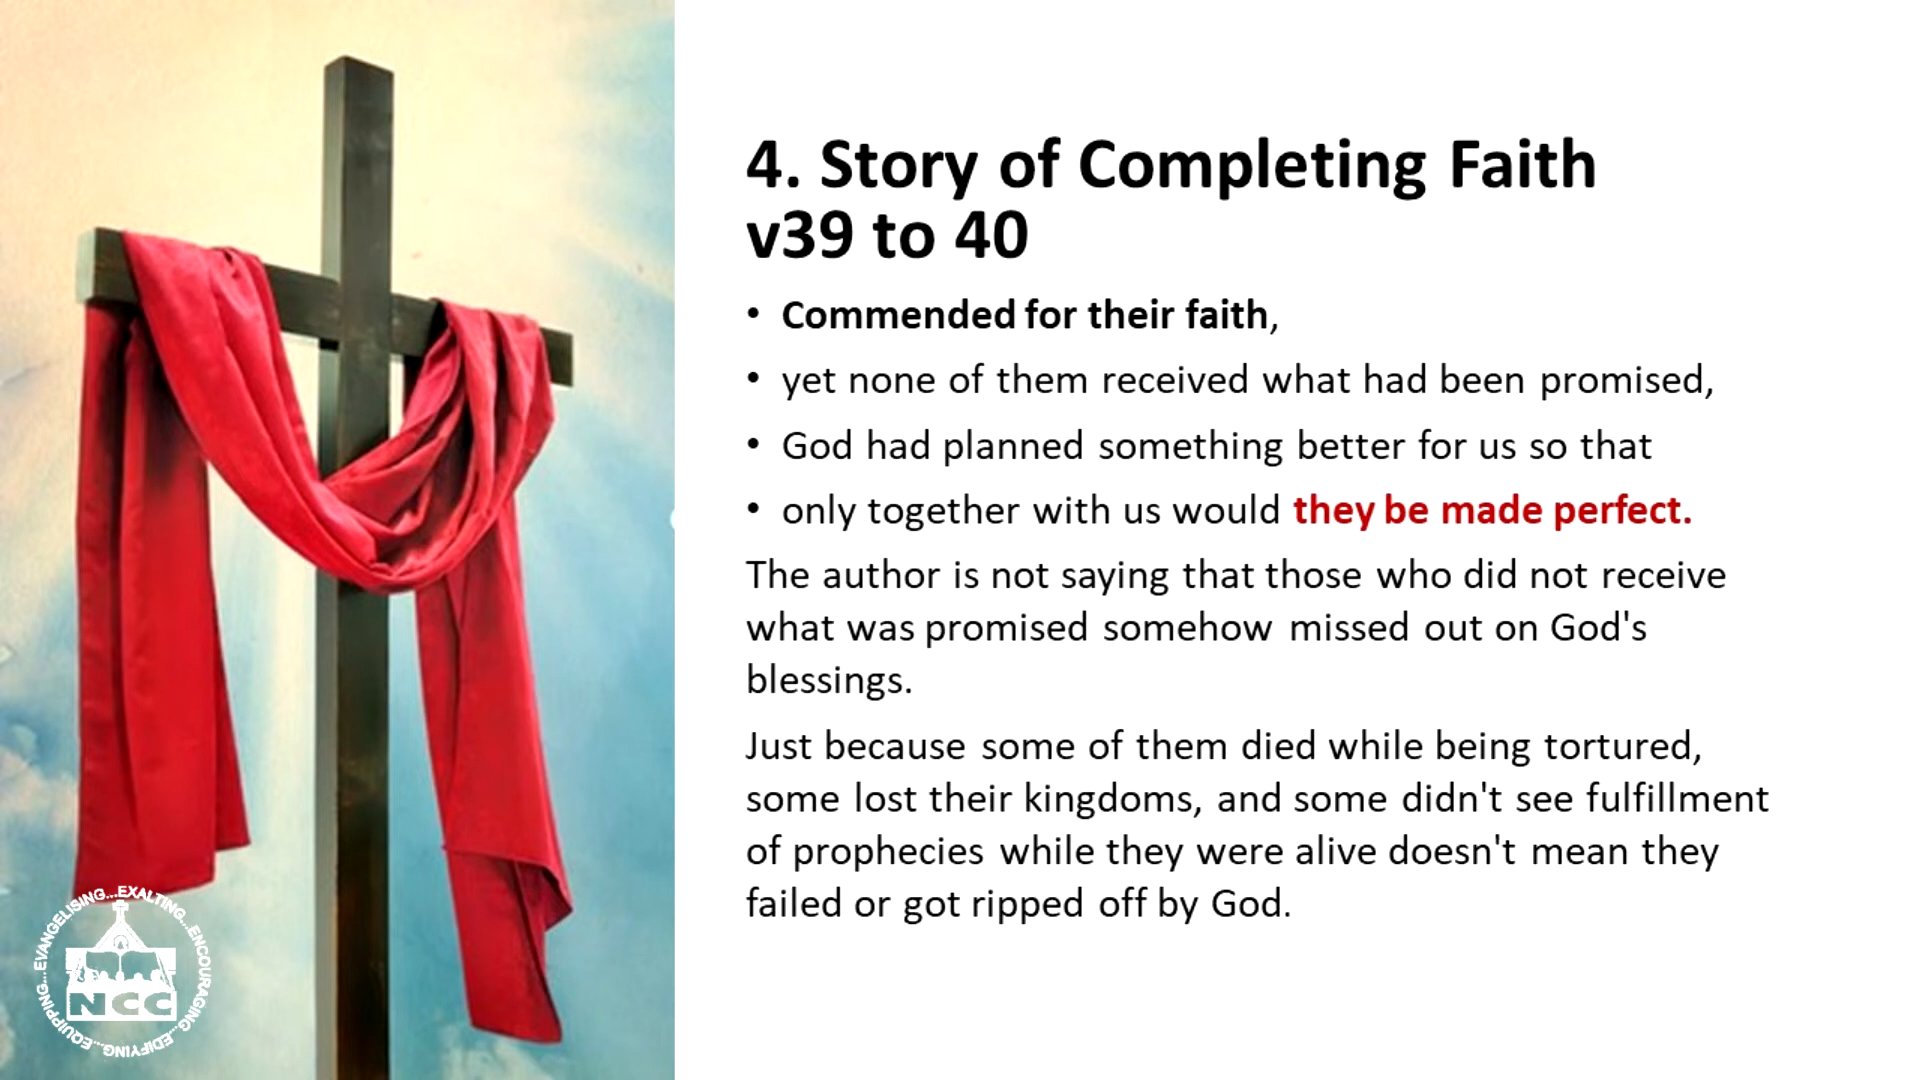 4. Story of Completing Faith
v39 to 40
• Commended for their faith,
• yet none of them received what had been promised,
• God had planned something better for us so that
• only together with us would they be made perfect.
The author is not saying that those who did not receive
what was promised somehow missed out on God's
blessings.
Just because some of them died while being tortured,
some lost their kingdoms, and some didn't see fulfillment
of prophecies while they were alive doesn't mean they
failed or got ripped off by God.
EVANGELISING...EXALTING...ENCOURAGING...EDIFYING...EQUIPPING...
NCC